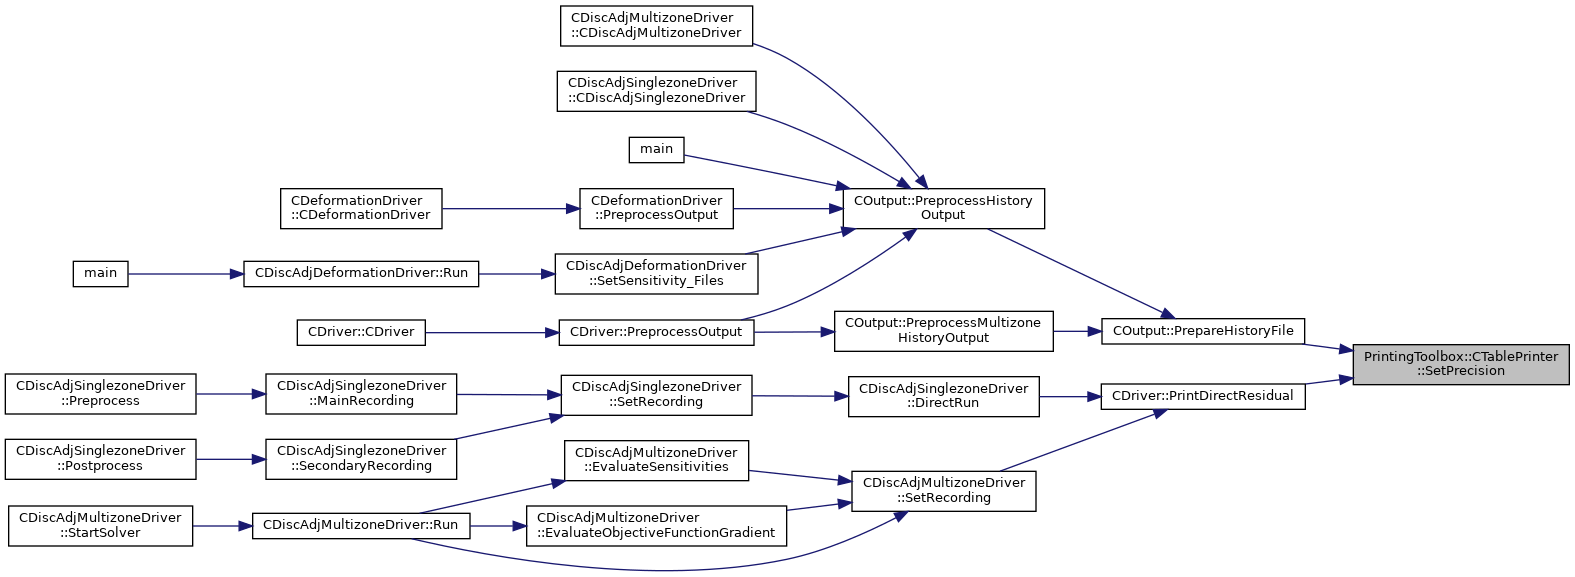 CDiscAdjMultizoneDriver
::CDiscAdjMultizoneDriver
CDiscAdjSinglezoneDriver
::CDiscAdjSinglezoneDriver
main
CDeformationDriver
::CDeformationDriver
CDeformationDriver
::PreprocessOutput
COutput::PreprocessHistory
Output
main
CDiscAdjDeformationDriver::Run
CDiscAdjDeformationDriver
::SetSensitivity_Files
CDriver::CDriver
CDriver::PreprocessOutput
COutput::PreprocessMultizone
HistoryOutput
COutput::PrepareHistoryFile
PrintingToolbox::CTablePrinter
::SetPrecision
CDiscAdjSinglezoneDriver
::Preprocess
CDiscAdjSinglezoneDriver
::MainRecording
CDiscAdjSinglezoneDriver
::SetRecording
CDiscAdjSinglezoneDriver
::DirectRun
CDriver::PrintDirectResidual
CDiscAdjSinglezoneDriver
::Postprocess
CDiscAdjSinglezoneDriver
::SecondaryRecording
CDiscAdjMultizoneDriver
::EvaluateSensitivities
CDiscAdjMultizoneDriver
::SetRecording
CDiscAdjMultizoneDriver
::StartSolver
CDiscAdjMultizoneDriver::Run
CDiscAdjMultizoneDriver
::EvaluateObjectiveFunctionGradient